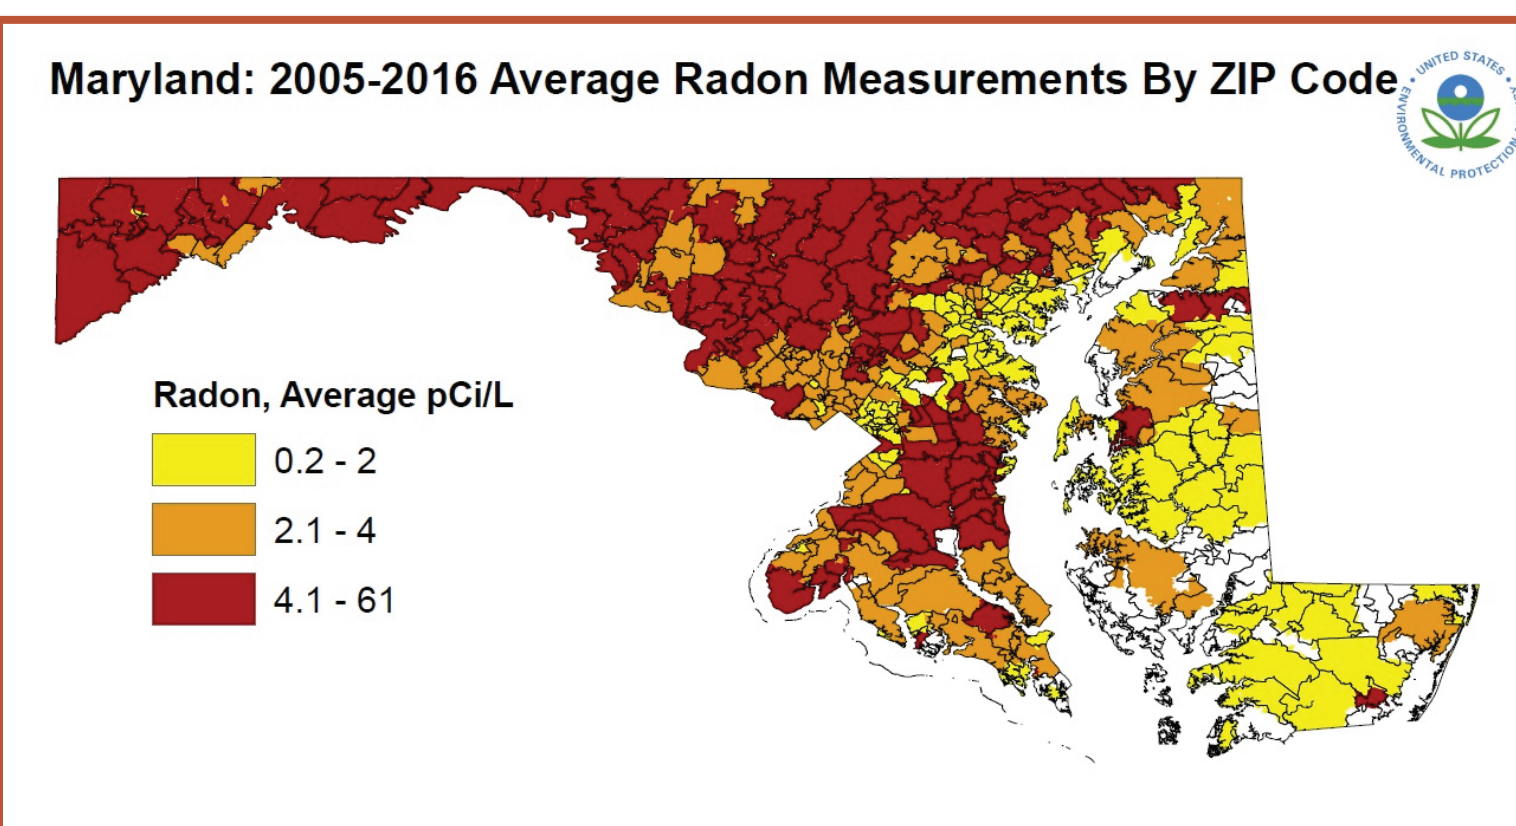 Maryland: 2005-2016 Average Radon Measurements By ZIP Code
UNITED STATES
ENVIRONMENTAL PROTECTION
Radon, Average pCi/L
0.2 - 2
2.1 - 4
4.1 - 61